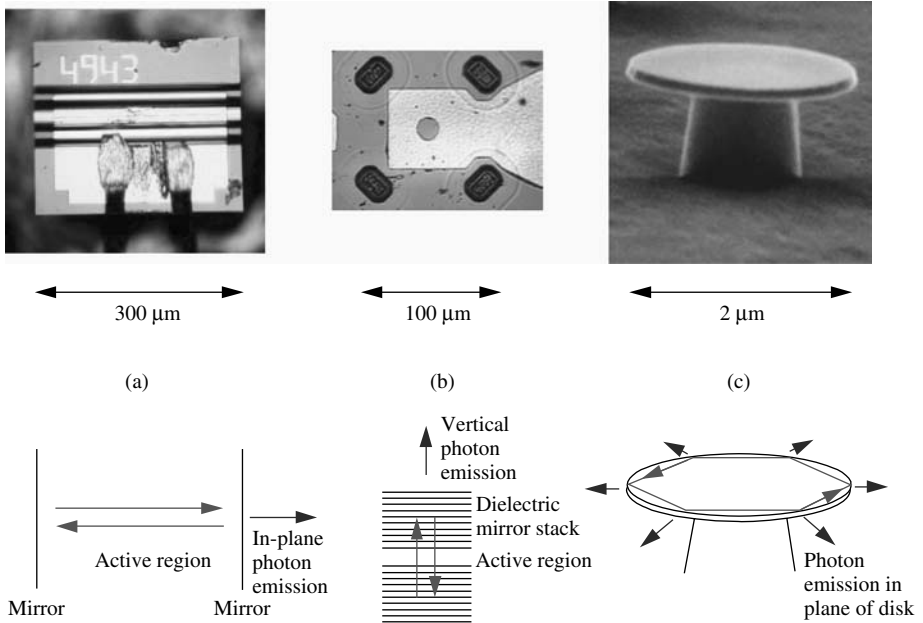 4943
300 μm
100 μm
2 μm
(a)
(b)
(c)
Vertical
photon
emission
Dielectric
mirror stack
Active region
In-plane
photon
emission
Active region
Mirror
Mirror
Photon
emission in
plane of disk